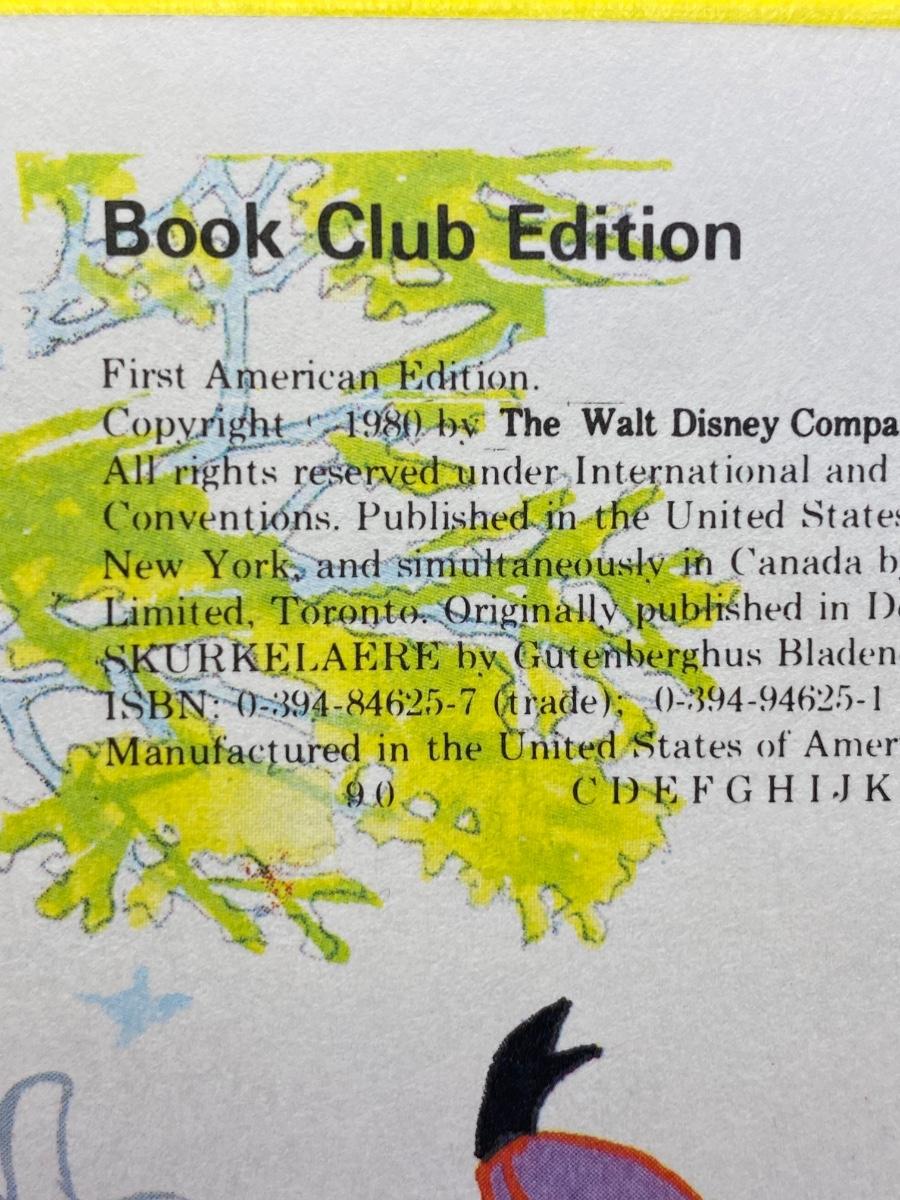 Book Club Edition
First American Edition.
Copyright © 1980 by The Walt Disney Compa
All rights reserved under International and
Conventions. Published in the United States
New York, and simultaneously in Canada b
Limited, Toronto. Originally published in De
SKURKELAERE by Gutenberghus Bladen
ISBN: 0-394-84625-7 (trade); 0-394-94625-1
Manufactured in the United States of Amer
9 0 C D E F G H I J K